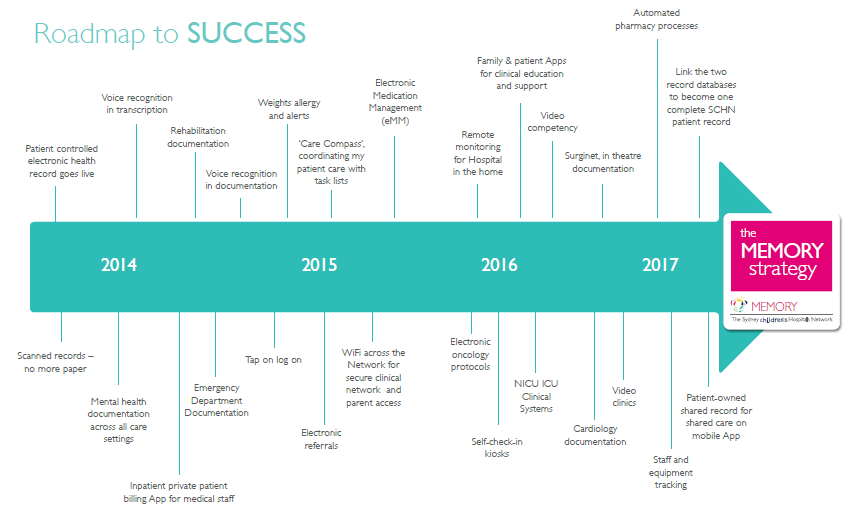 Roadmap to SUCCESS
Automated
pharmacy processes
Family & patient Apps
for clinical education
and support
Link the two
record databases
to become one
complete SCHN
patient record
Electronic
Medication
Management
(eMM)
Voice recognition
in transcription
Weights allergy
and alerts
Video
competency
Rehabilitation
documentation
Remote
monitoring
for Hospital
in the home
Patient controlled
electronic health
record goes live
'Care Compass',
coordinating my
patient care with
task lists
Surginet, in theatre
documentation
Voice recognition
in documentation
2014
2015
2016
2017
the
MEMORY
strategy
MEMORY
The Sydney children's Hospital Network
Scanned records –
no more paper
Mental health
documentation
across all care
settings
Inpatient private patient
billing App for medical staff
Emergency
Department
Documentation
Tap on log on
Electronic
referrals
WiFi across the
Network for
secure clinical
network and
parent access
Electronic
oncology
protocols
Self-check-in
kiosks
NICU ICU
Clinical
Systems
Cardiology
documentation
Video
clinics
Staff and
equipment
tracking
Patient-owned
shared record for
shared care on
mobile App